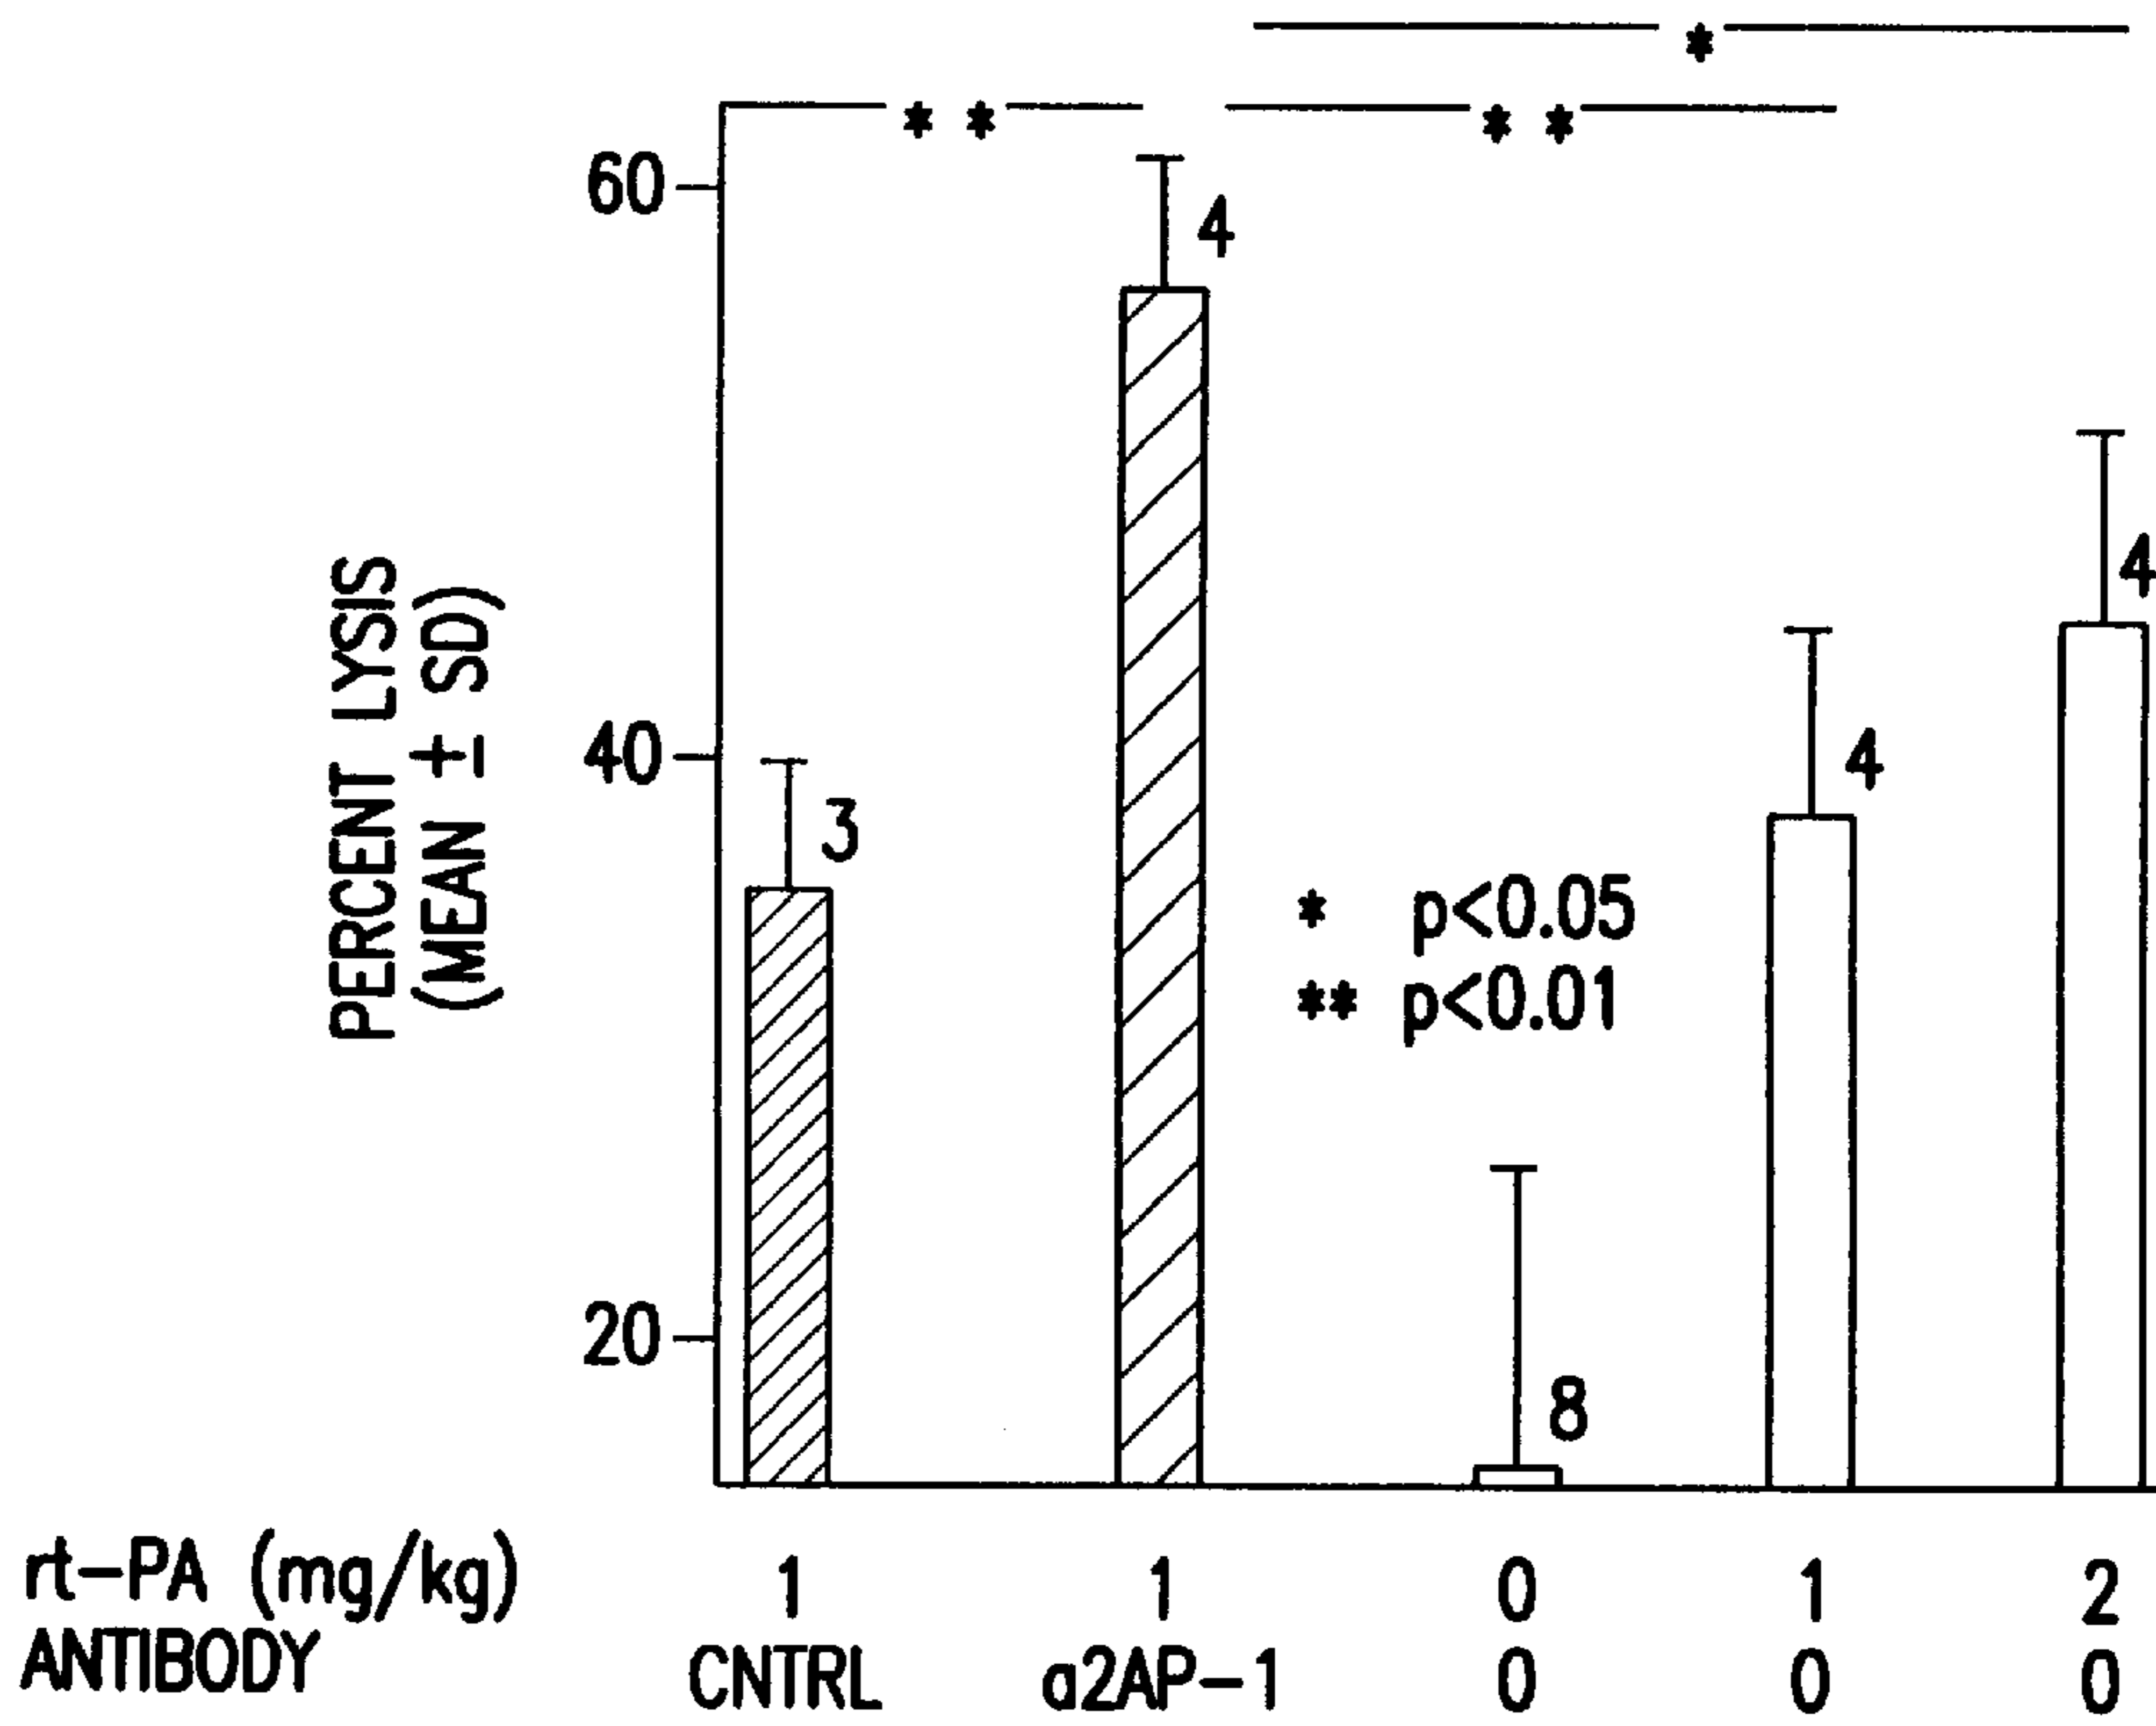 *
* *
* *
60
4
4
PERCENT LYSIS
(MEAN ± SD)
40
4
3
* p<0.05
** p<0.01
20
8
rt-PA (mg/kg) 1 1 0 1 2
ANTIBODY CNTRL a2AP-1 0 0 0